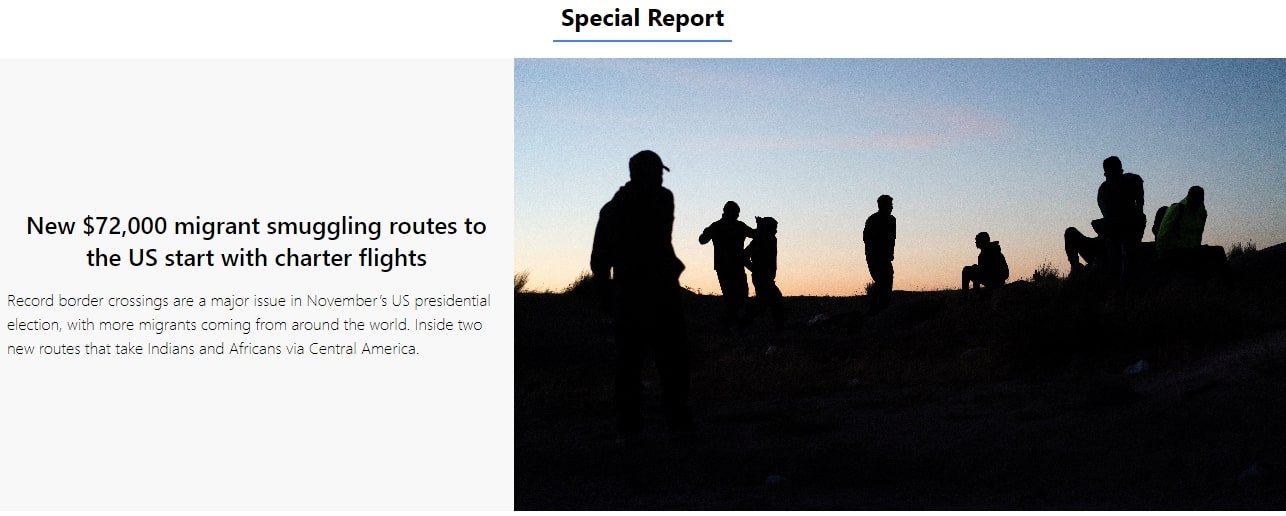 Special Report
New $72,000 migrant smuggling routes to
the US start with charter flights
Record border crossings are a major issue in November’s US presidential
election, with more migrants coming from around the world. Inside two
new routes that take Indians and Africans via Central America.